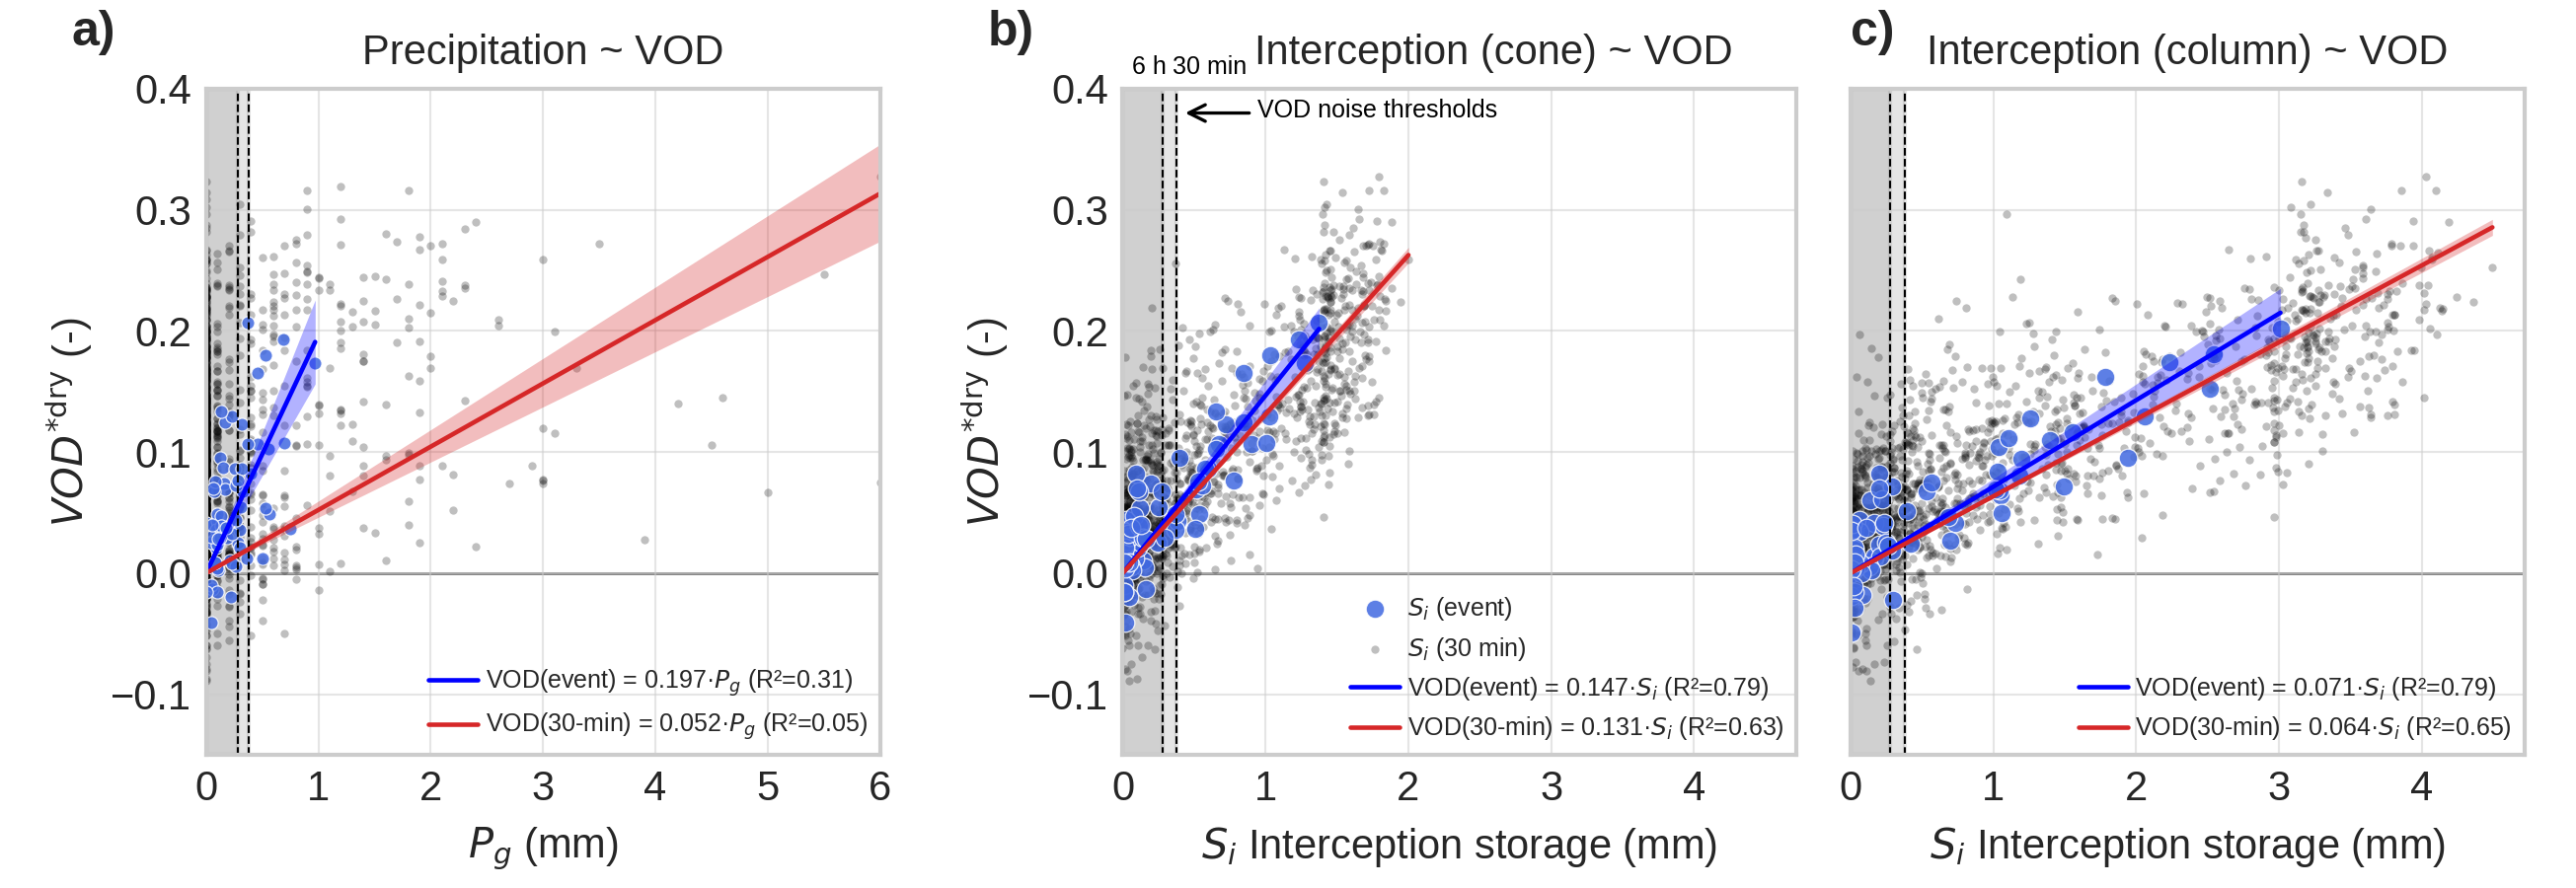 a)
Precipitation ~ VOD
0.4
0.3
0.2
0.1
0.0
−0.1
VOD*dry (-)
VOD(event) = 0.197·Pg (R²=0.31)
VOD(30-min) = 0.052·Pg (R²=0.05)
0 1 2 3 4 5 6
Pg (mm)
b)
Interception (cone) ~ VOD
6 h 30 min
VOD noise thresholds
0.4
0.3
0.2
0.1
0.0
−0.1
VOD*dry (-)
Si (event)
Si (30 min)
VOD(event) = 0.147·Si (R²=0.79)
VOD(30-min) = 0.131·Si (R²=0.63)
0 1 2 3 4
Si Interception storage (mm)
c)
Interception (column) ~ VOD
VOD(event) = 0.071·Si (R²=0.79)
VOD(30-min) = 0.064·Si (R²=0.65)
0 1 2 3 4
Si Interception storage (mm)